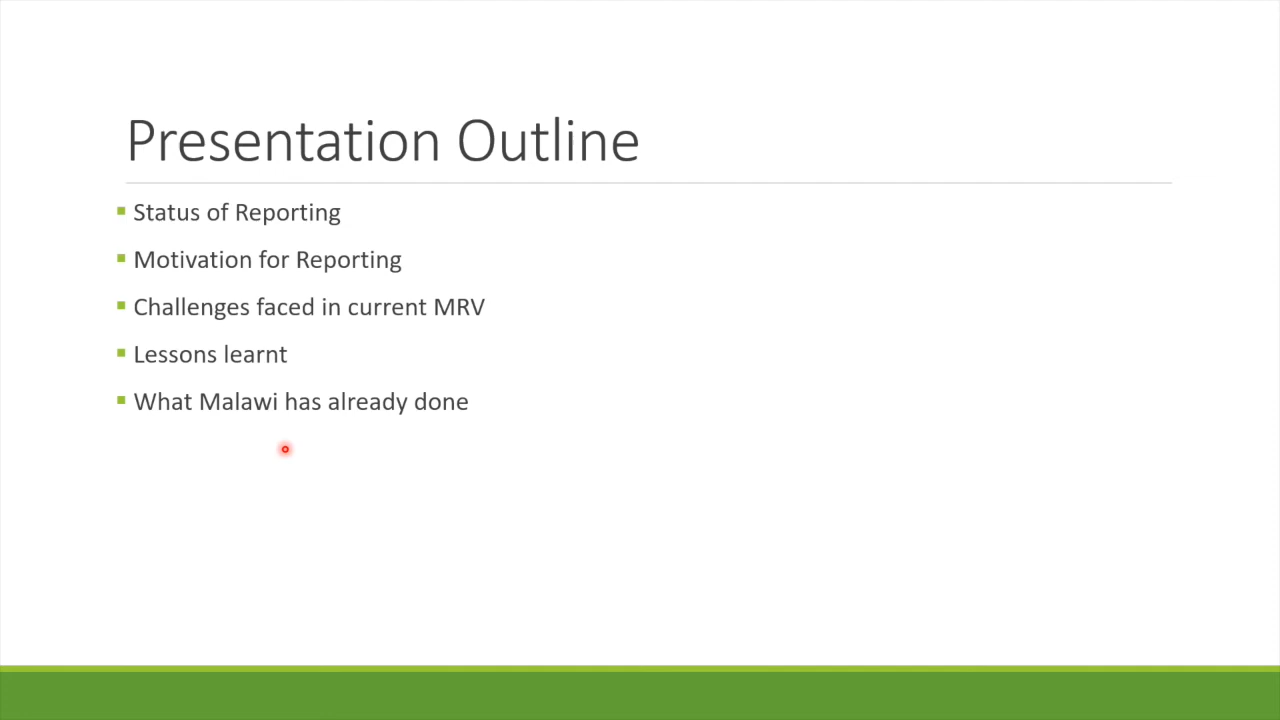 Presentation Outline
Status of Reporting
Motivation for Reporting
Challenges faced in current MRV
Lessons learnt
What Malawi has already done